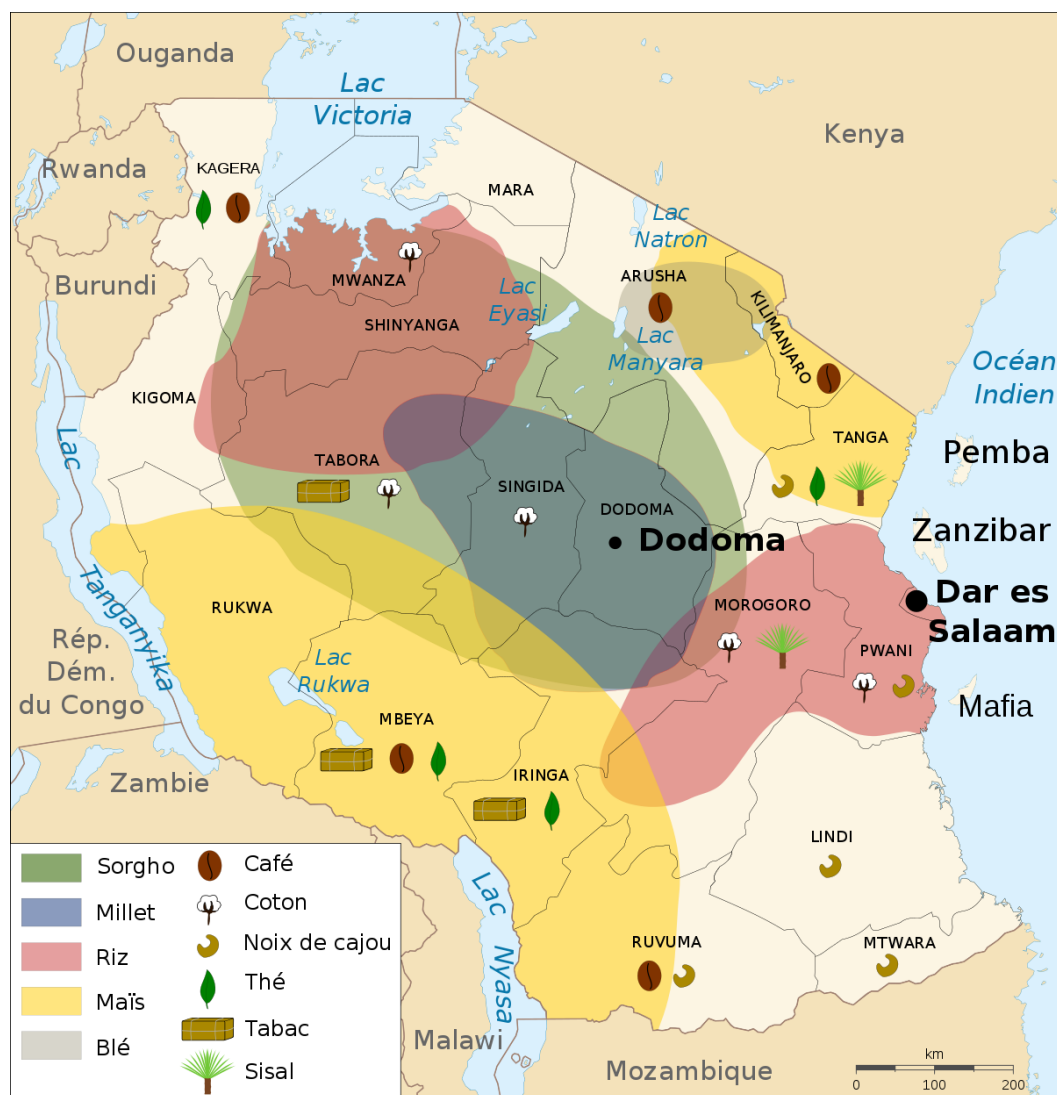 Ouganda
Lac
Victoria
Kenya
Rwanda
KAGERA
MARA
Lac
Natron
Burundi
MWANZA
ARUSHA
Lac
Eyasi
KILIMANJARO
SHINYANGA
Lac
Manyara
Océan
Indien
KIGOMA
TANGA
Pemba
Lac
Tanganyika
TABORA
SINGIDA
DODOMA
Dodoma
Zanzibar
Dar es
Salaam
RUKWA
MOROGORO
PWANI
Rép.
Dém.
du Congo
Lac
Rukwa
Mafia
MBEYA
Zambie
IRINGA
LINDI
Lac
Nyasa
RUVUMA
MTWARA
Malawi
Mozambique
Sorgho
Millet
Riz
Maïs
Blé
Café
Coton
Noix de cajou
Thé
Tabac
Sisal
km
0 100 200